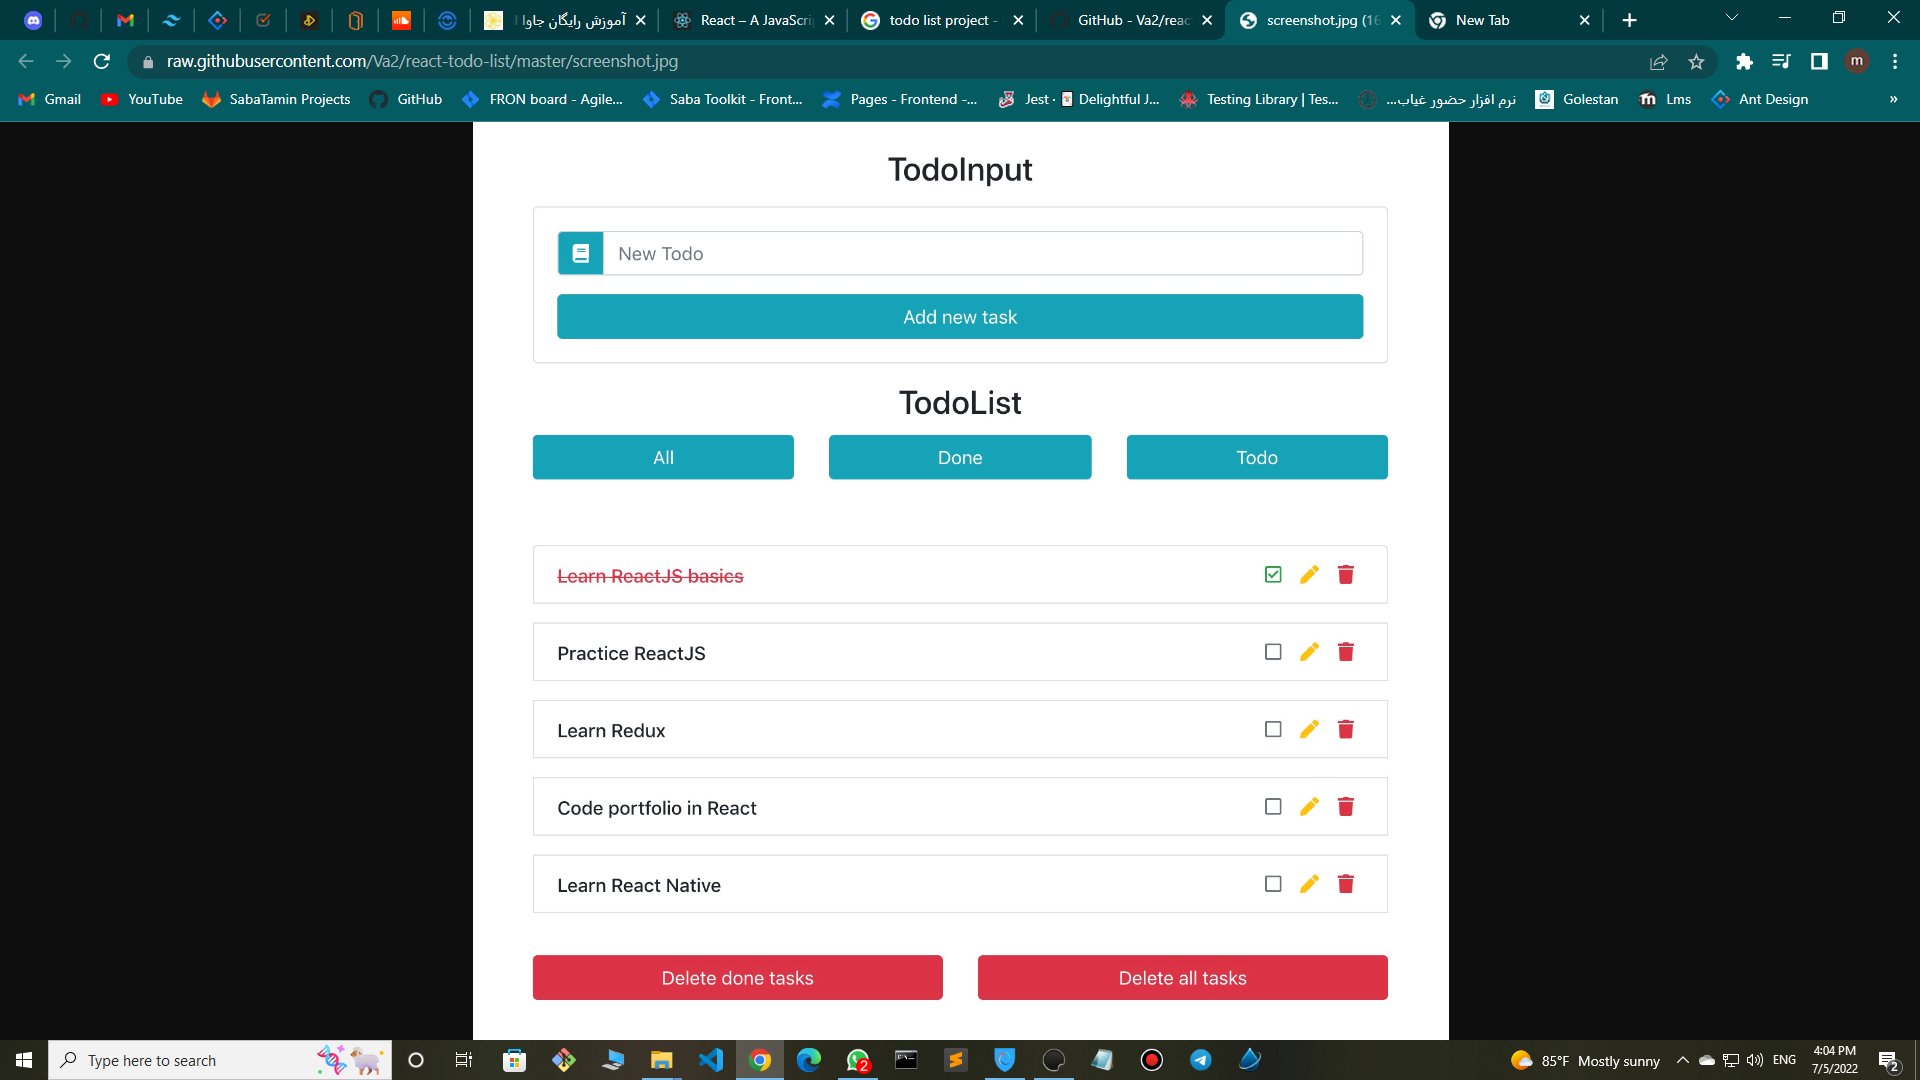 آموزش رایگان جاوا ا
React – A JavaScri
todo list project -
GitHub - Va2/reac
screenshot.jpg (16
New Tab
raw.githubusercontent.com/Va2/react-todo-list/master/screenshot.jpg
m
Gmail
YouTube
SabaTamin Projects
GitHub
FRON board - Agile...
Saba Toolkit - Front...
Pages - Frontend -...
Jest · 🃏 Delightful J...
Testing Library | Tes...
نرم افزار حضور غیاب...
Golestan
Lms
Ant Design
»
TodoInput
New Todo
Add new task
TodoList
All
Done
Todo
Learn ReactJS basics
Practice ReactJS
Learn Redux
Code portfolio in React
Learn React Native
Delete done tasks
Delete all tasks
Type here to search
2
85°F Mostly sunny
ENG
4:04 PM
7/5/2022
2